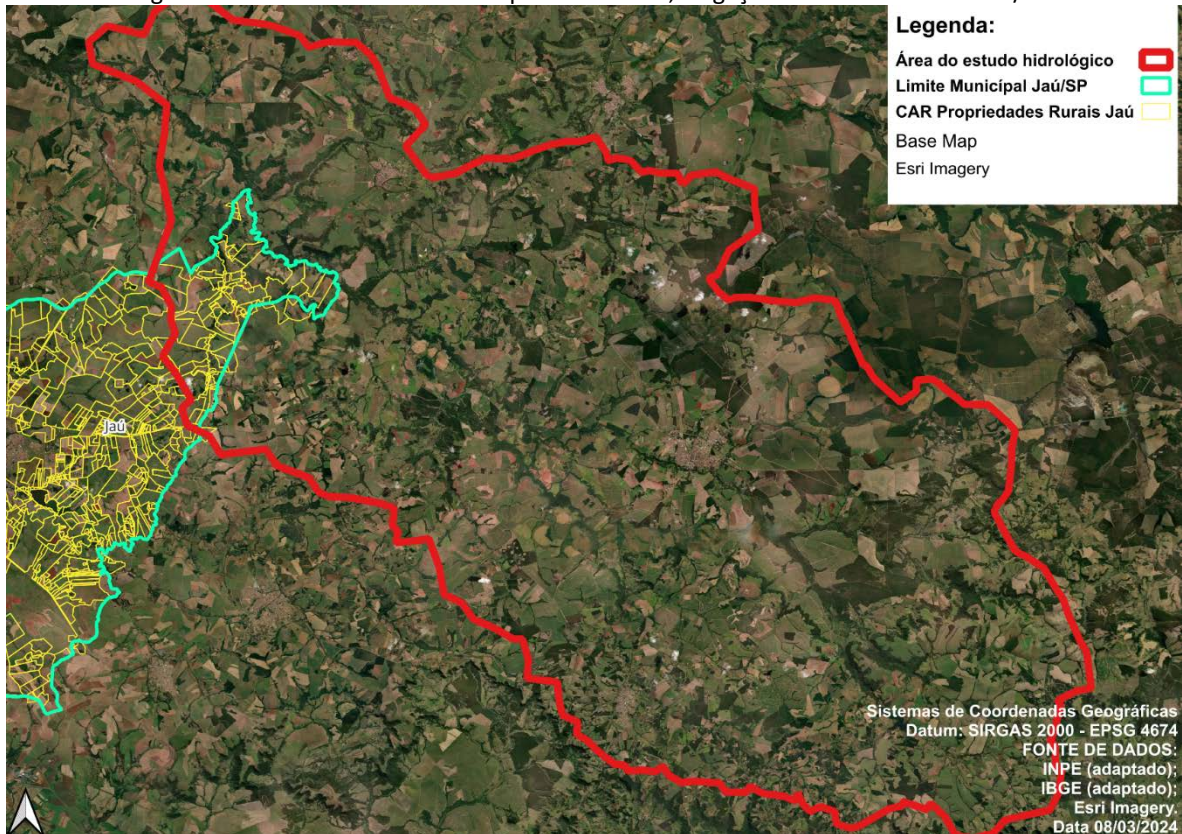 Legenda:
Área do estudo hidrológico
Limite Municípal Jaú/SP
CAR Propriedades Rurais Jaú
Base Map
Esri Imagery
Jaú
Sistemas de Coordenadas Geográficas
Datum: SIRGAS 2000 - EPSG 4674
FONTE DE DADOS:
INPE (adaptado);
IBGE (adaptado);
Esri Imagery.
Data 08/03/2024